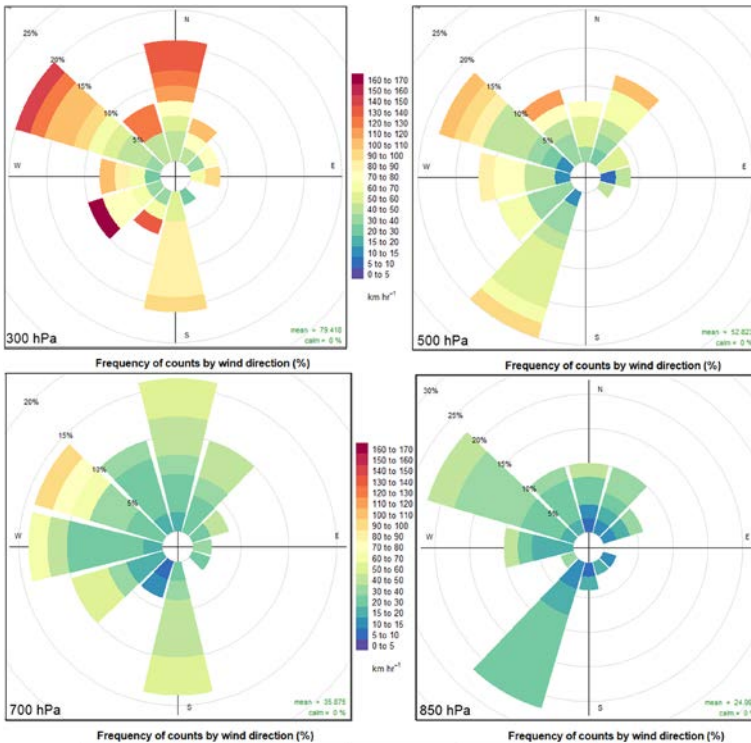 N
25%
20%
15%
10%
5%
W
E
S
mean = 79.418
calm = 0 %
300 hPa
Frequency of counts by wind direction (%)
160 to 170
150 to 160
140 to 150
130 to 140
120 to 130
110 to 120
100 to 110
90 to 100
80 to 90
70 to 80
60 to 70
50 to 60
40 to 50
30 to 40
20 to 30
15 to 20
10 to 15
5 to 10
0 to 5
km hr⁻¹
N
25%
20%
15%
10%
5%
W
E
S
calm = 0 %
500 hPa
Frequency of counts by wind direction (%)
20%
15%
10%
5%
W
E
S
mean = 35.875
calm = 0 %
700 hPa
Frequency of counts by wind direction (%)
160 to 170
150 to 160
140 to 150
130 to 140
120 to 130
110 to 120
100 to 110
90 to 100
80 to 90
70 to 80
60 to 70
50 to 60
40 to 50
30 to 40
20 to 30
15 to 20
10 to 15
5 to 10
0 to 5
km hr⁻¹
30%
N
25%
20%
15%
10%
5%
W
E
S
850 hPa
Frequency of counts by wind direction (%)